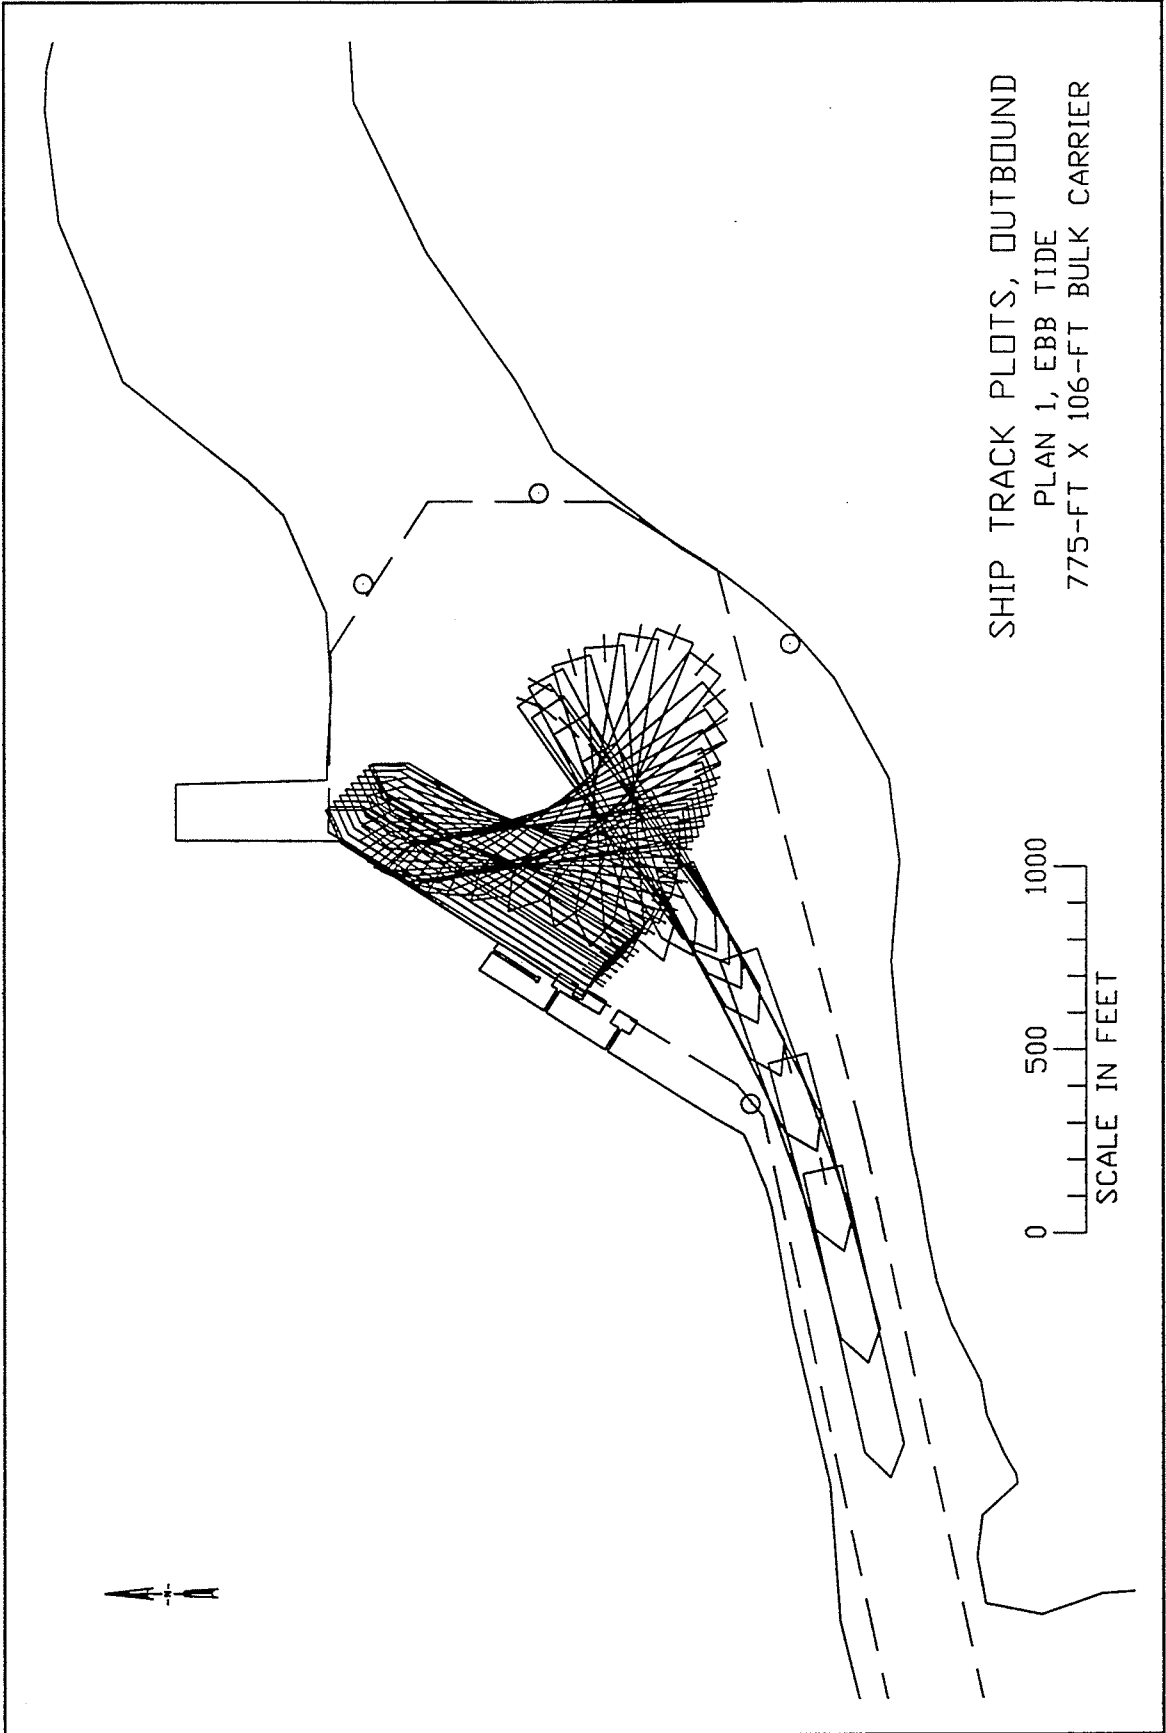 SHIP TRACK PLOTS, OUTBOUND
PLAN 1, EBB TIDE
775-FT X 106-FT BULK CARRIER
0 500 1000
SCALE IN FEET
N